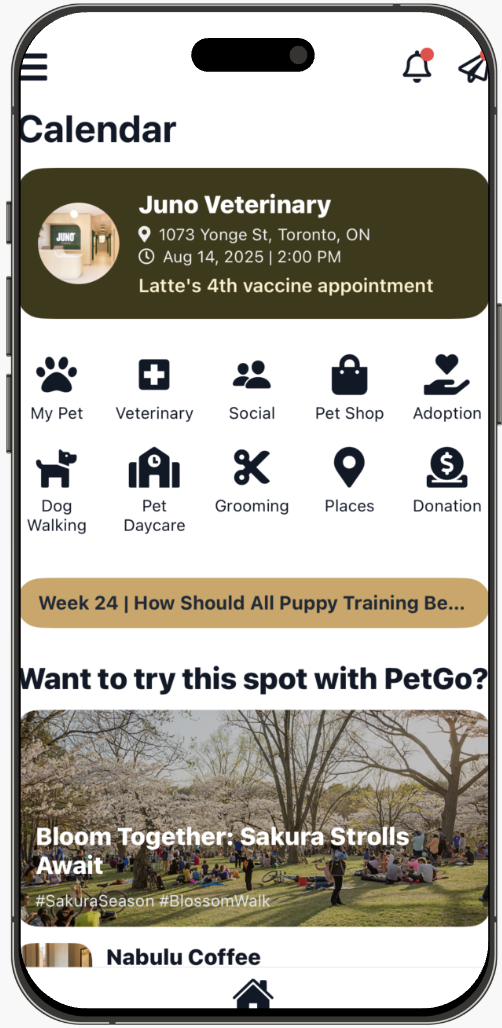 Calendar
Juno Veterinary
JUNO
1073 Yonge St, Toronto, ON
Aug 14, 2025 | 2:00 PM
Latte's 4th vaccine appointment
My Pet
Veterinary
Social
Pet Shop
Adoption
Dog
Walking
Pet
Daycare
Grooming
Places
Donation
Week 24 | How Should All Puppy Training Be...
Want to try this spot with PetGo?
Bloom Together: Sakura Strolls
Await
#SakuraSeason #BlossomWalk
Nabulu Coffee